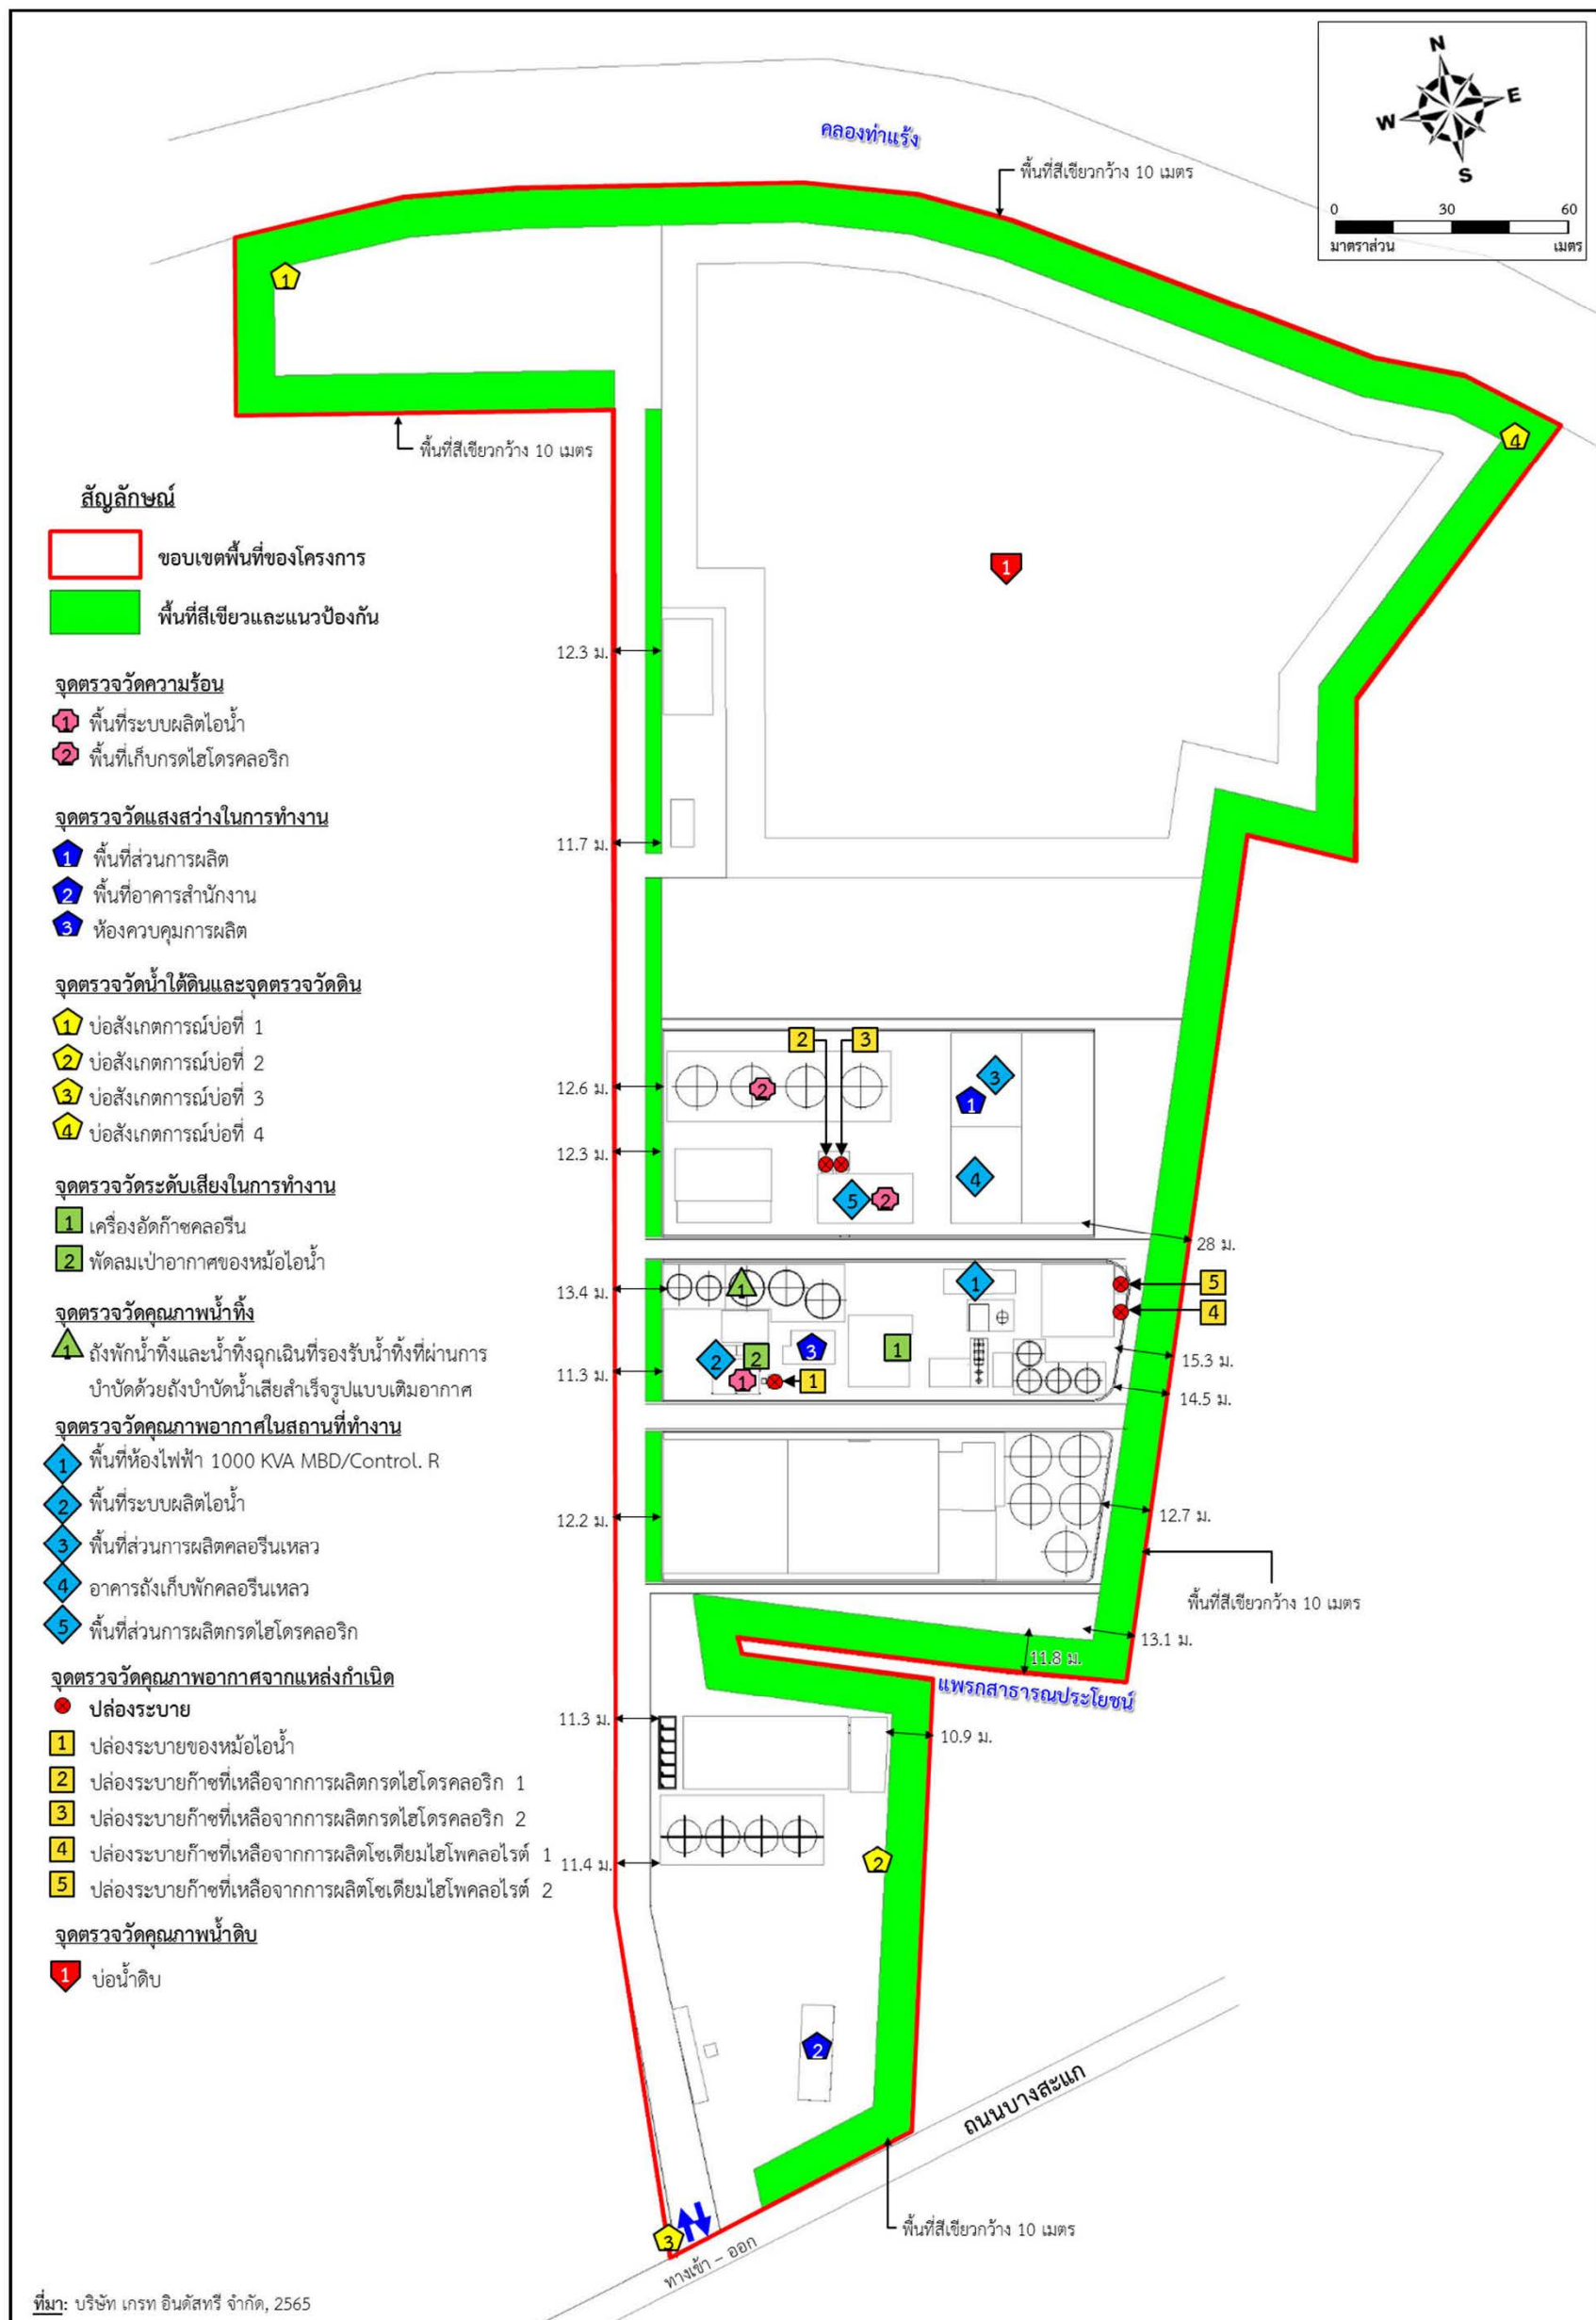 N
W E
S
0 30 60
มาตราส่วน เมตร
คลองท่าแร้ง
พื้นที่สีเขียวกว้าง 10 เมตร
1
4
พื้นที่สีเขียวกว้าง 10 เมตร
สัญลักษณ์
ขอบเขตพื้นที่ของโครงการ
พื้นที่สีเขียวและแนวป้องกัน
จุดตรวจวัดความร้อน
1 พื้นที่ระบบผลิตไอน้ำ
2 พื้นที่เก็บกรดไฮโดรคลอริก
จุดตรวจวัดแสงสว่างในการทำงาน
1 พื้นที่ส่วนการผลิต
2 พื้นที่อาคารสำนักงาน
3 ห้องควบคุมการผลิต
จุดตรวจวัดน้ำใต้ดินและจุดตรวจวัดดิน
1 บ่อสังเกตการณ์บ่อที่ 1
2 บ่อสังเกตการณ์บ่อที่ 2
3 บ่อสังเกตการณ์บ่อที่ 3
4 บ่อสังเกตการณ์บ่อที่ 4
จุดตรวจวัดระดับเสียงในการทำงาน
1 เครื่องอัดก๊าซคลอรีน
2 พัดลมเป่าอากาศของหม้อไอน้ำ
จุดตรวจวัดคุณภาพน้ำทิ้ง
1 ถังพักน้ำทิ้งและน้ำทิ้งฉุกเฉินที่รองรับน้ำทิ้งที่ผ่านการ
บำบัดด้วยถังบำบัดน้ำเสียสำเร็จรูปแบบเติมอากาศ
จุดตรวจวัดคุณภาพอากาศในสถานที่ทำงาน
1 พื้นที่ห้องไฟฟ้า 1000 KVA MBD/Control. R
2 พื้นที่ระบบผลิตไอน้ำ
3 พื้นที่ส่วนการผลิตคลอรีนเหลว
4 อาคารถังเก็บพักคลอรีนเหลว
5 พื้นที่ส่วนการผลิตกรดไฮโดรคลอริก
จุดตรวจวัดคุณภาพอากาศจากแหล่งกำเนิด
ปล่องระบาย
1 ปล่องระบายของหม้อไอน้ำ
2 ปล่องระบายก๊าซที่เหลือจากการผลิตกรดไฮโดรคลอริก 1
3 ปล่องระบายก๊าซที่เหลือจากการผลิตกรดไฮโดรคลอริก 2
4 ปล่องระบายก๊าซที่เหลือจากการผลิตโซเดียมไฮโพคลอไรต์ 1
5 ปล่องระบายก๊าซที่เหลือจากการผลิตโซเดียมไฮโพคลอไรต์ 2
จุดตรวจวัดคุณภาพน้ำดิบ
1 บ่อน้ำดิบ
1
12.3 ม.
11.7 ม.
2 3
3
12.6 ม. 2
1
12.3 ม.
4
5 2
28 ม.
13.4 ม. 1 1 5
4
2 2 3 1
15.3 ม.
11.3 ม. 1 1
14.5 ม.
12.2 ม. 12.7 ม.
พื้นที่สีเขียวกว้าง 10 เมตร
13.1 ม.
11.8 ม.
แพรกสาธารณประโยชน์
11.3 ม.
10.9 ม.
11.4 ม. 2
2
ถนนบางสะแก
พื้นที่สีเขียวกว้าง 10 เมตร
3
ทางเข้า – ออก
ที่มา: บริษัท เกรท อินดัสทรี จำกัด, 2565